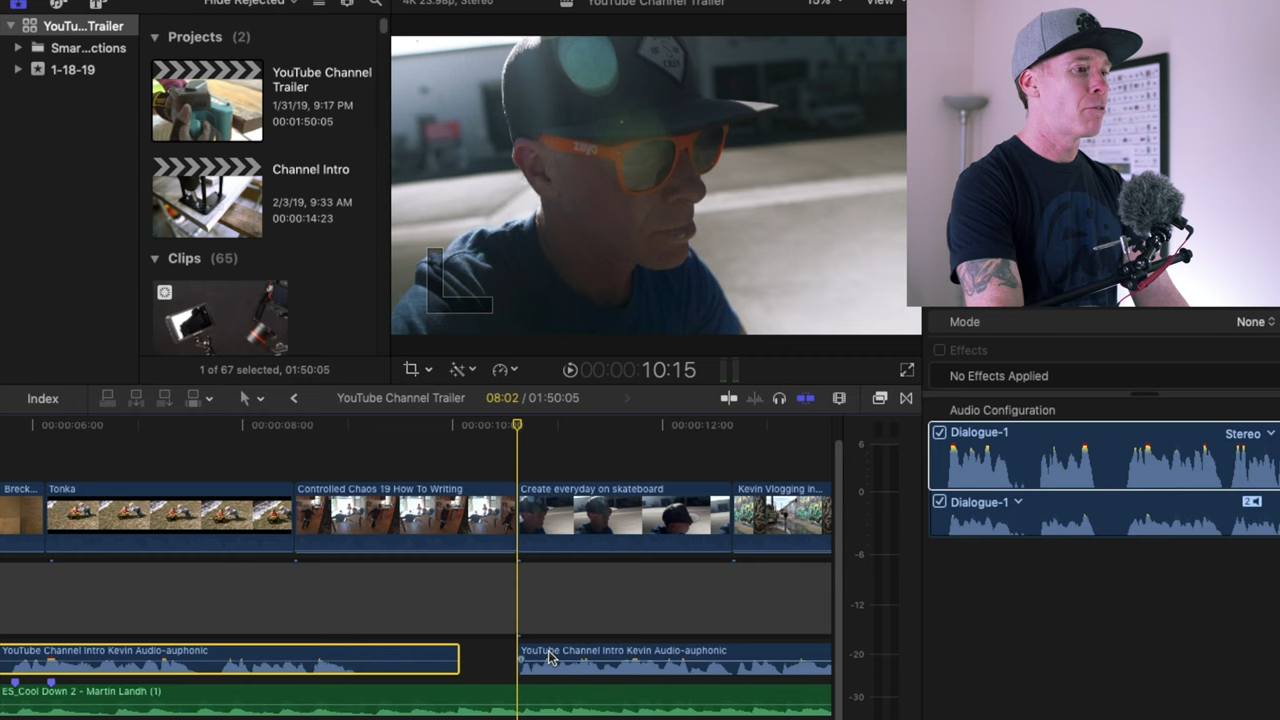 Hide Rejected
4K 23.98p, Stereo
YouTube Channel Trailer
15%
View
YouTu...Trailer
Smar...ctions
1-18-19
Projects (2)
YouTube Channel
Trailer
1/31/19, 9:17 PM
00:01:50:05
Channel Intro
2/3/19, 9:33 AM
00:00:14:23
Clips (65)
1 of 67 selected, 01:50:05
00:00:00:10:15
Mode
None
Effects
No Effects Applied
Audio Configuration
Dialogue-1
Stereo
Dialogue-1
2
Index
YouTube Channel Trailer
08:02 / 01:50:05
00:00:06:00
00:00:08:00
00:00:10:0
00:00:12:00
Breck...
Tonka
Controlled Chaos 19 How To Writing
Create everyday on skateboard
Kevin Vlogging in...
YouTube Channel Intro Kevin Audio-auphonic
YouTube Channel Intro Kevin Audio-auphonic
ES_Cool Down 2 - Martin Landh (1)
6
0
-6
-12
-20
-30